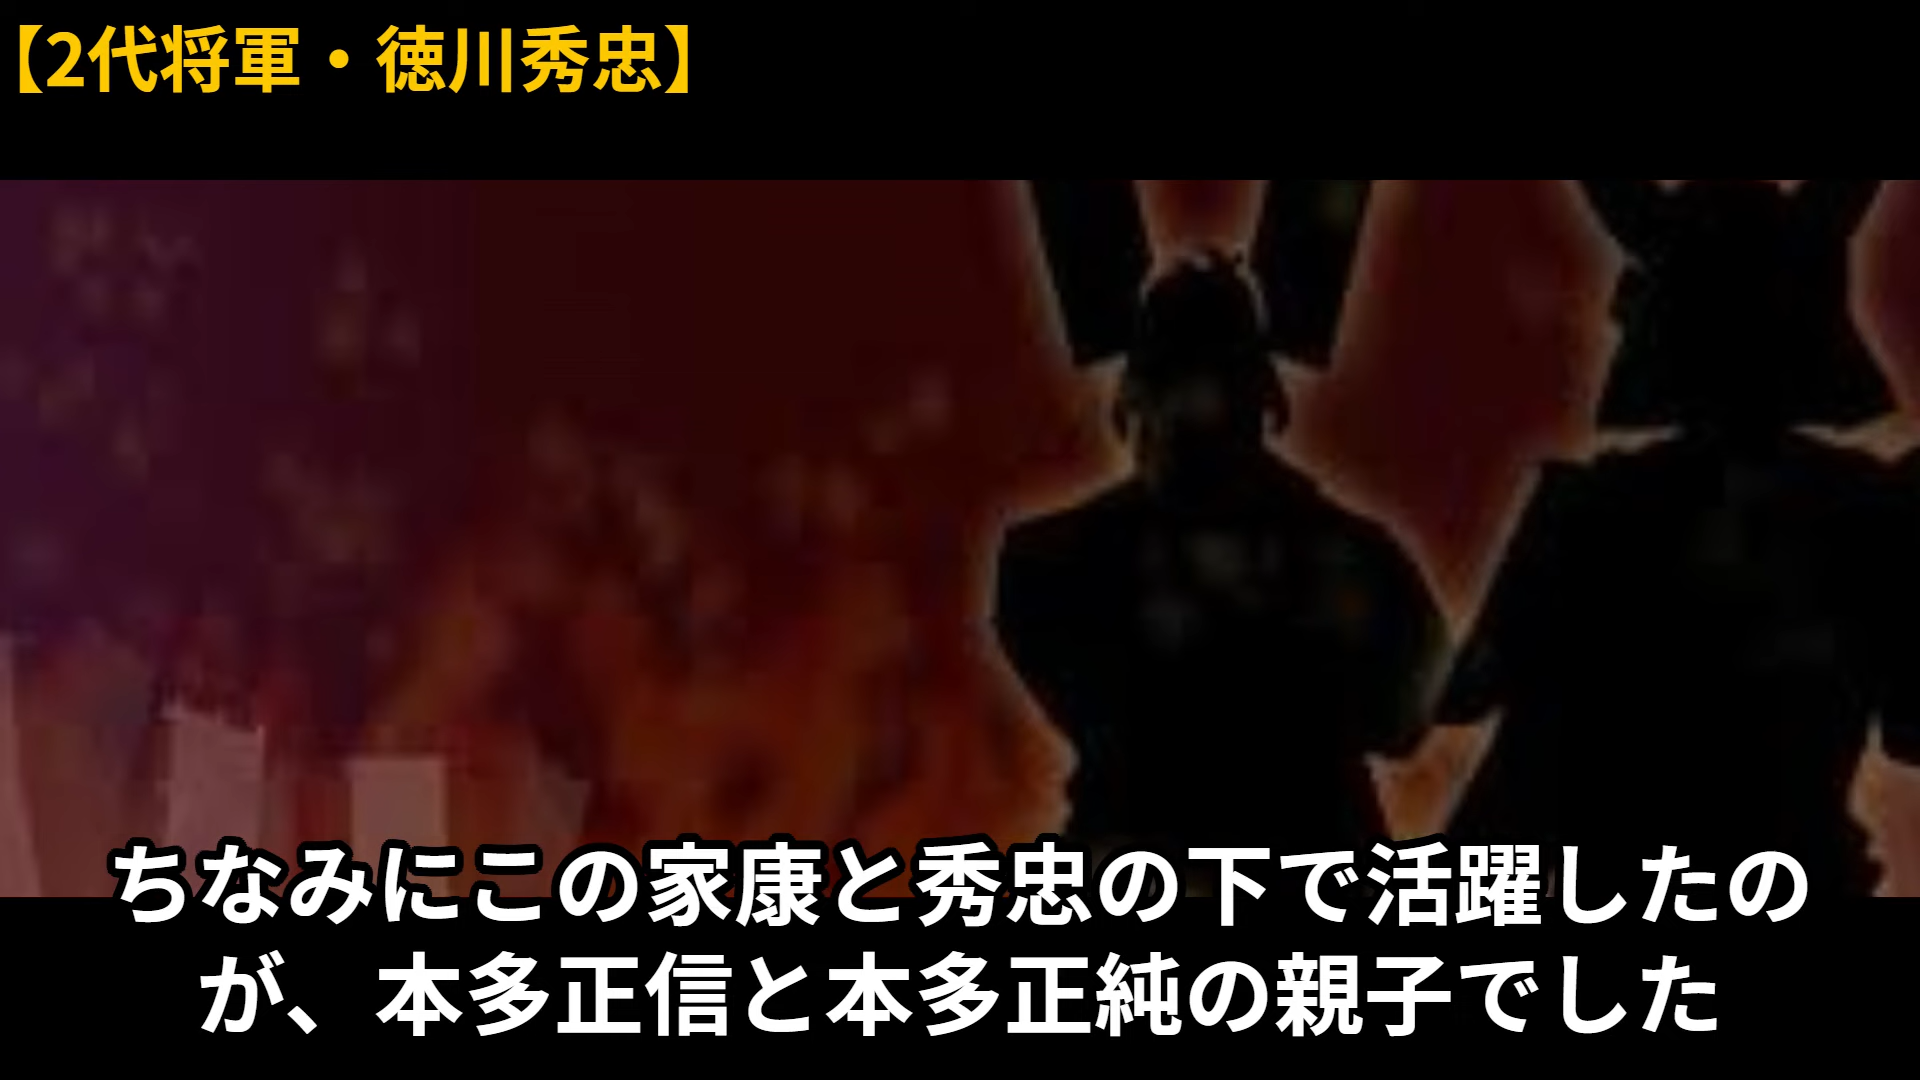 【2代将軍・徳川秀忠】
ちなみにこの家康と秀忠の下で活躍したの
が、本多正信と本多正純の親子でした